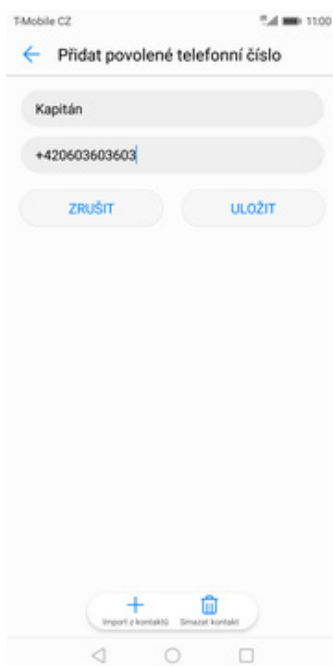 T-Mobile CZ 11:00
Přidat povolené telefonní číslo
Kapitán
+420603603603
ZRUŠIT ULOŽIT
Import z kontaktů Smazat kontakt